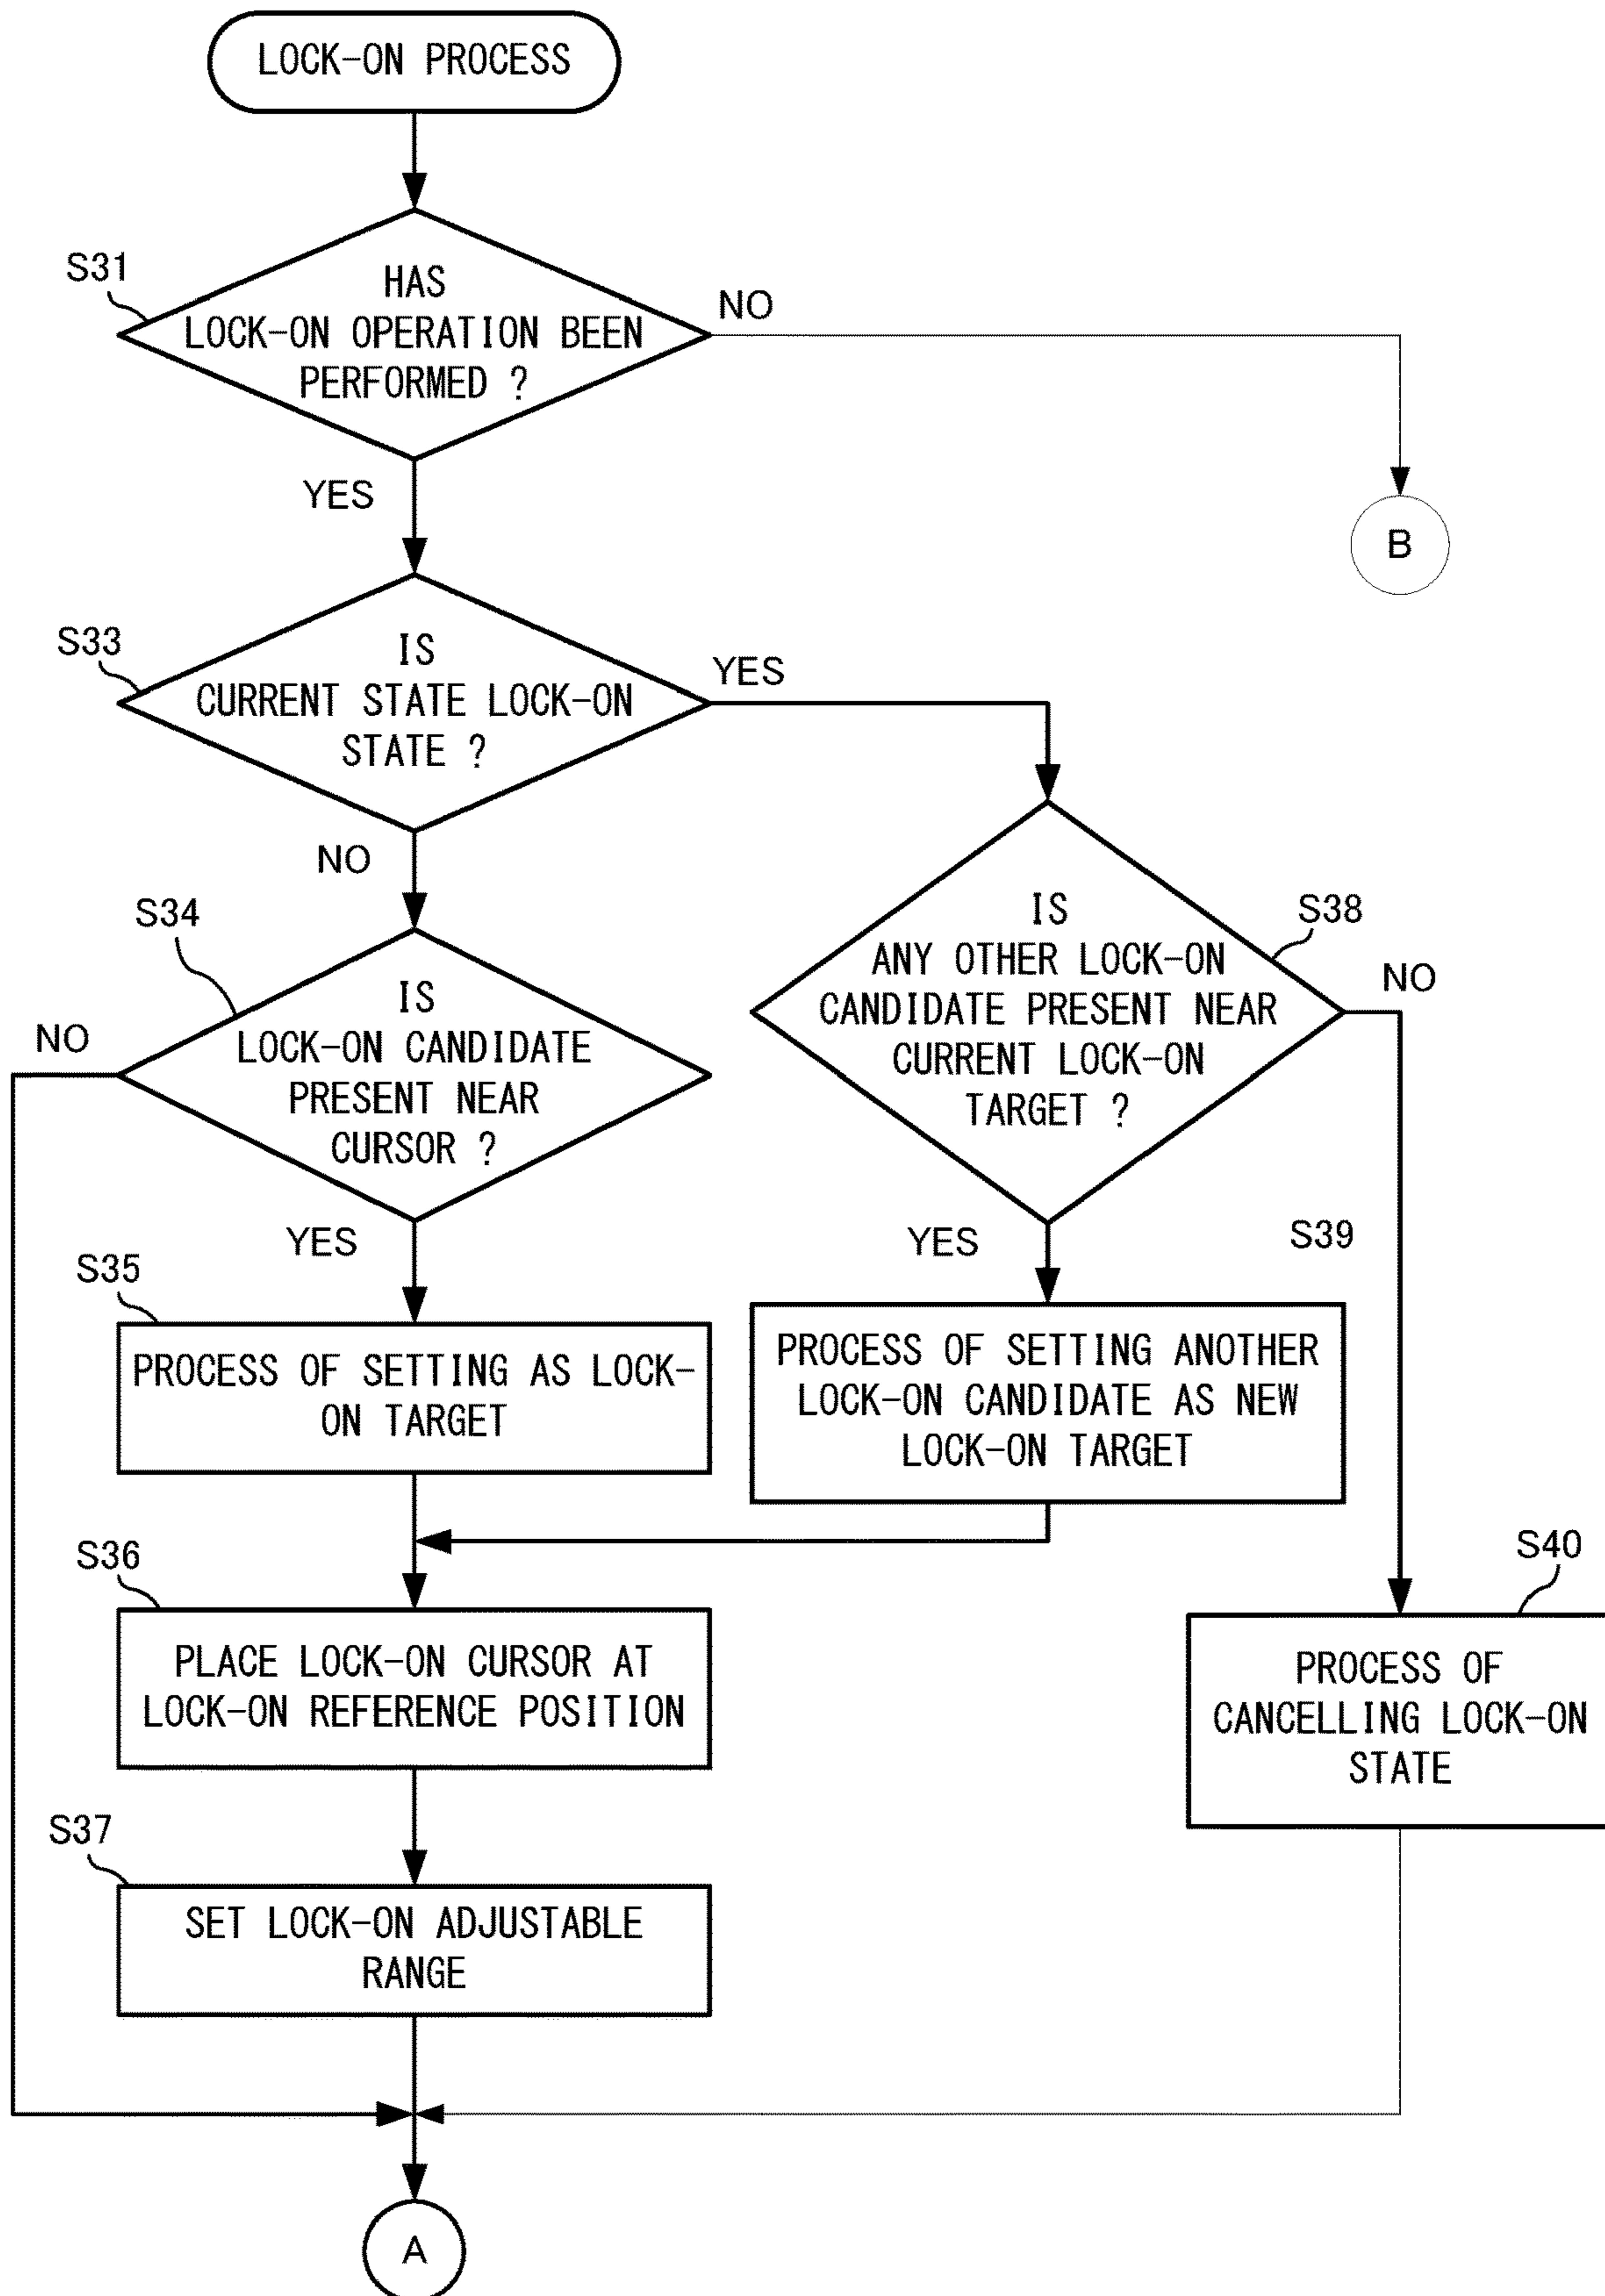 LOCK-ON PROCESS
S31
HAS
LOCK-ON OPERATION BEEN
PERFORMED ?
NO
YES
B
S33
IS
CURRENT STATE LOCK-ON
STATE ?
YES
NO
S34
IS
LOCK-ON CANDIDATE
PRESENT NEAR
CURSOR ?
NO
YES
S38
IS
ANY OTHER LOCK-ON
CANDIDATE PRESENT NEAR
CURRENT LOCK-ON
TARGET ?
NO
YES
S35
PROCESS OF SETTING AS LOCK-
ON TARGET
S39
PROCESS OF SETTING ANOTHER
LOCK-ON CANDIDATE AS NEW
LOCK-ON TARGET
S36
PLACE LOCK-ON CURSOR AT
LOCK-ON REFERENCE POSITION
S40
PROCESS OF
CANCELLING LOCK-ON
STATE
S37
SET LOCK-ON ADJUSTABLE
RANGE
A